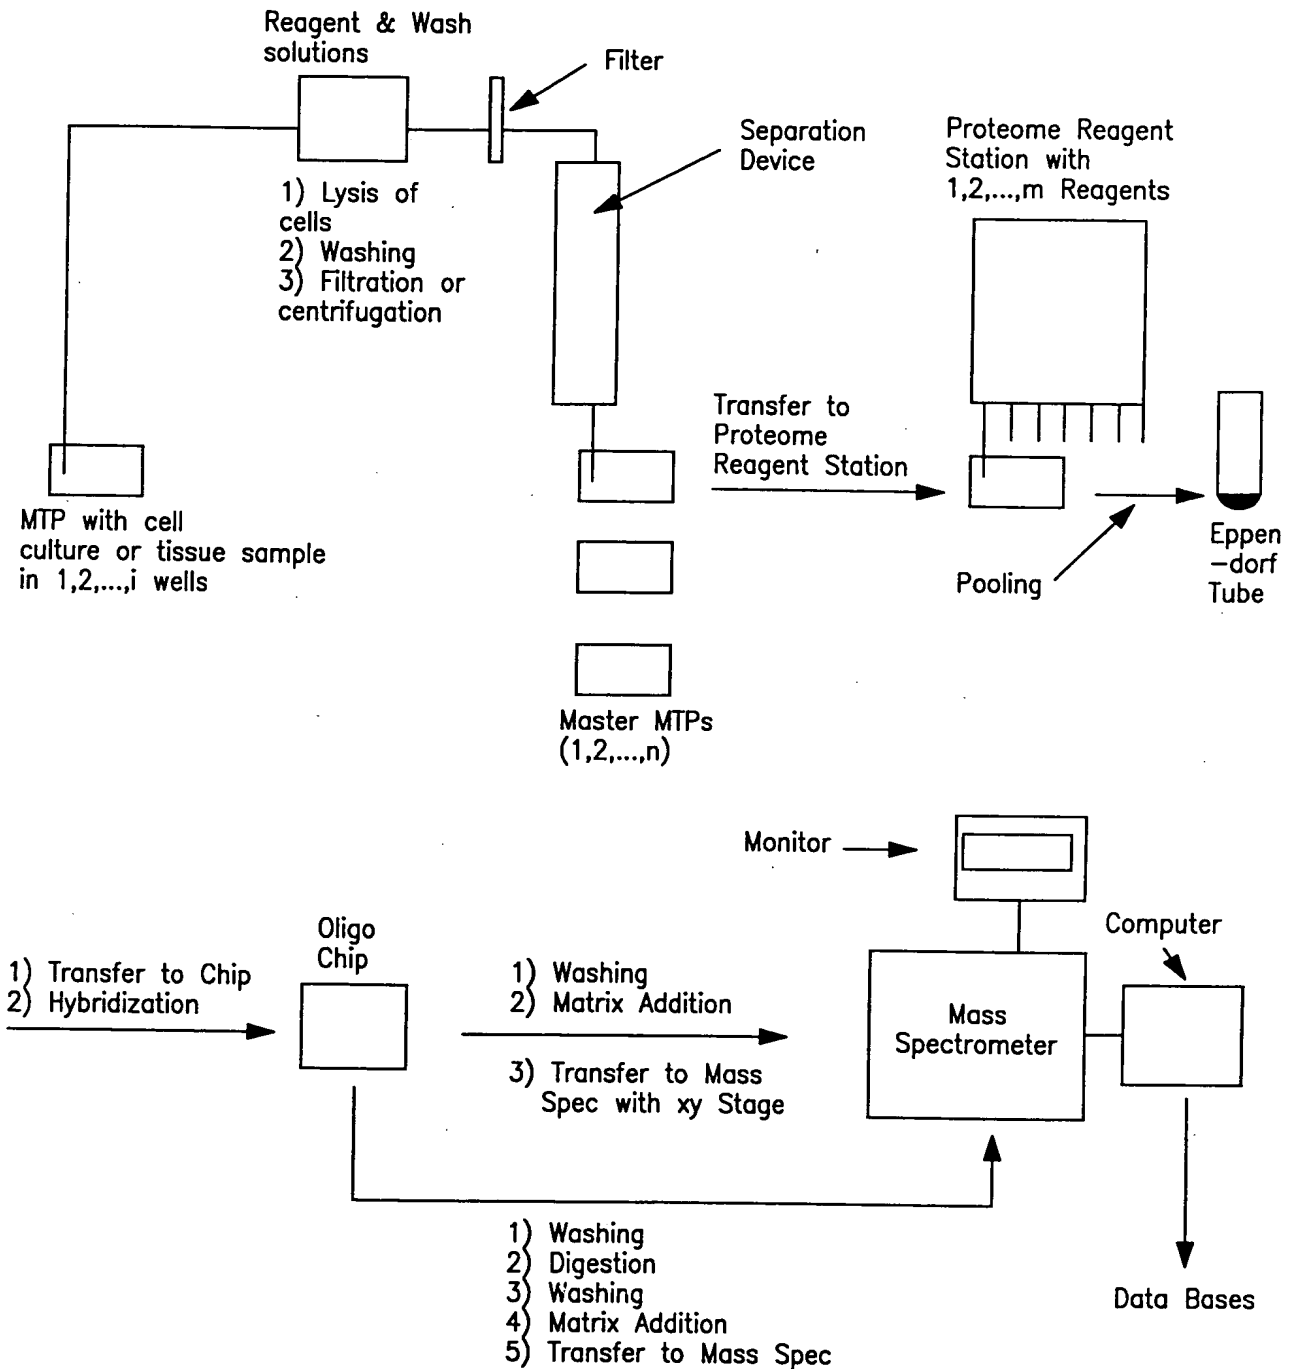 Reagent & Wash
solutions
Filter
Separation
Device
Proteome Reagent
Station with
1,2,...,m Reagents
1) Lysis of
cells
2) Washing
3) Filtration or
centrifugation
Transfer to
Proteome
Reagent Station
MTP with cell
culture or tissue sample
in 1,2,...,i wells
Pooling
Eppen
-dorf
Tube
Master MTPs
(1,2,...,n)
Monitor
Computer
Oligo
Chip
1) Transfer to Chip
2) Hybridization
1) Washing
2) Matrix Addition
3) Transfer to Mass
Spec with xy Stage
Mass
Spectrometer
1) Washing
2) Digestion
3) Washing
4) Matrix Addition
5) Transfer to Mass Spec
Data Bases